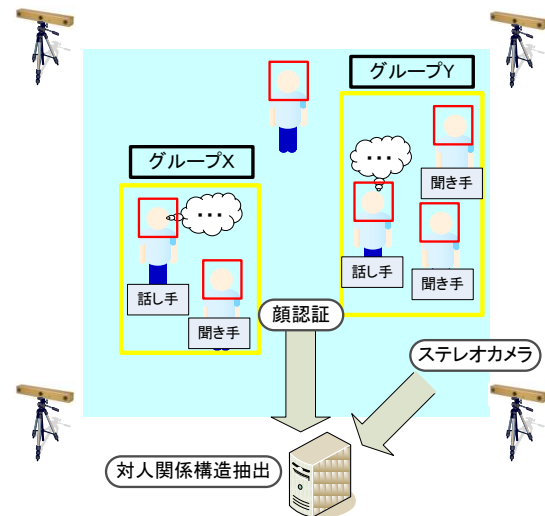 グループY
グループX
...
聞き手
...
話し手
話し手
聞き手
聞き手
顔認証
ステレオカメラ
対人関係構造抽出